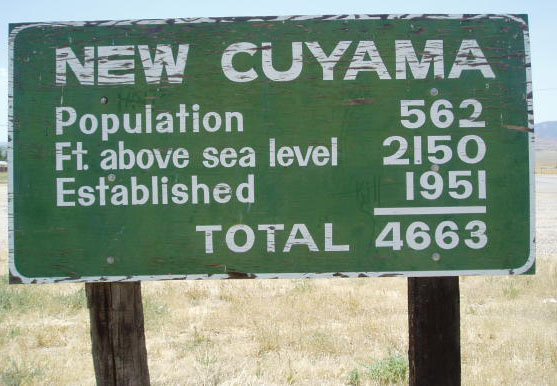 NEW CUYAMA
Population 562
Ft. above sea level 2150
Established 1951
TOTAL 4663